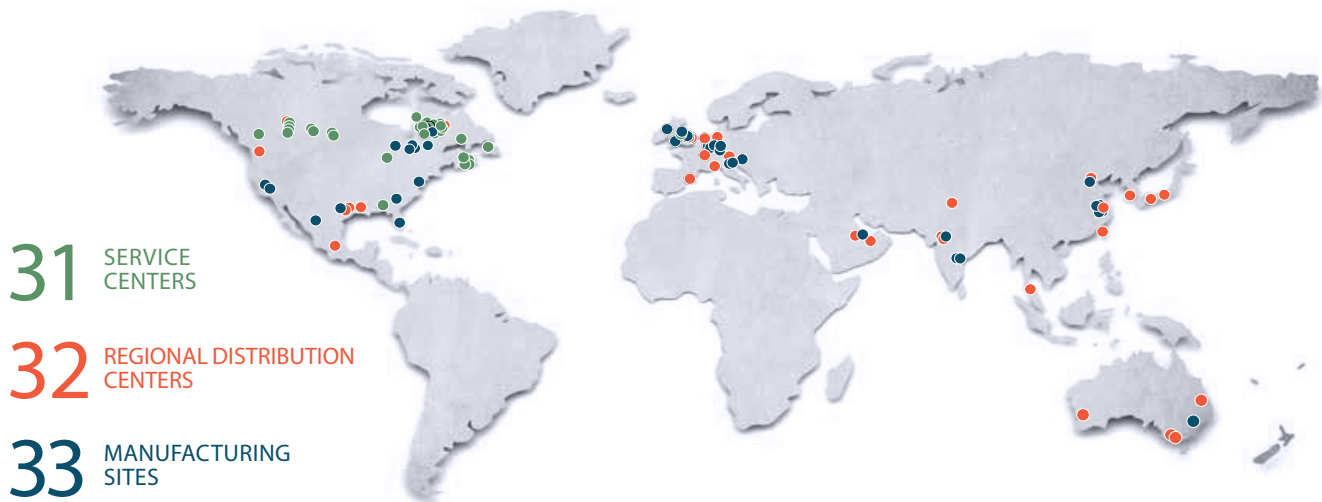 31 SERVICE
CENTERS
32 REGIONAL DISTRIBUTION
CENTERS
33 MANUFACTURING
SITES